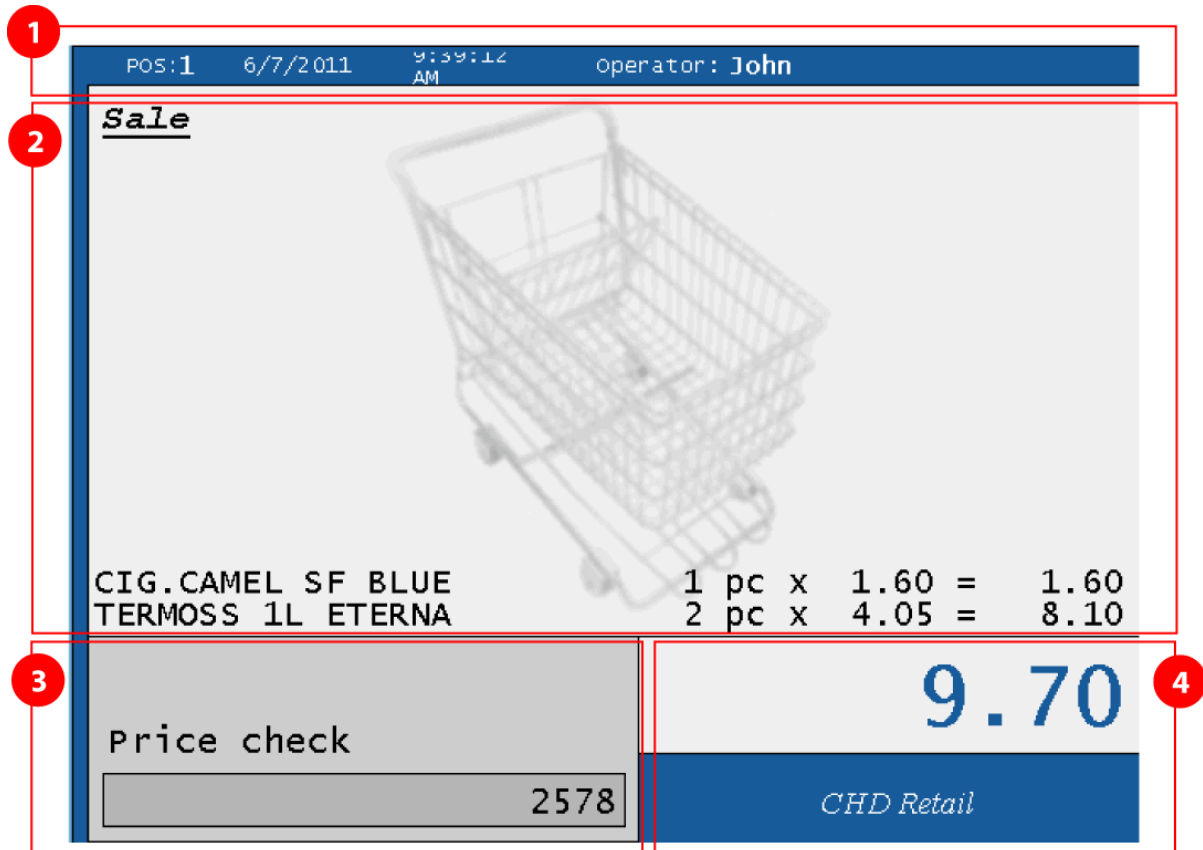 1
POS:1 6/7/2011 9:39:12 AM Operator: John
2
Sale
CIG.CAMEL SF BLUE 1 pc x 1.60 = 1.60
TERMOSS 1L ETERNA 2 pc x 4.05 = 8.10
3
4
9.70
Price check
2578
CHD Retail